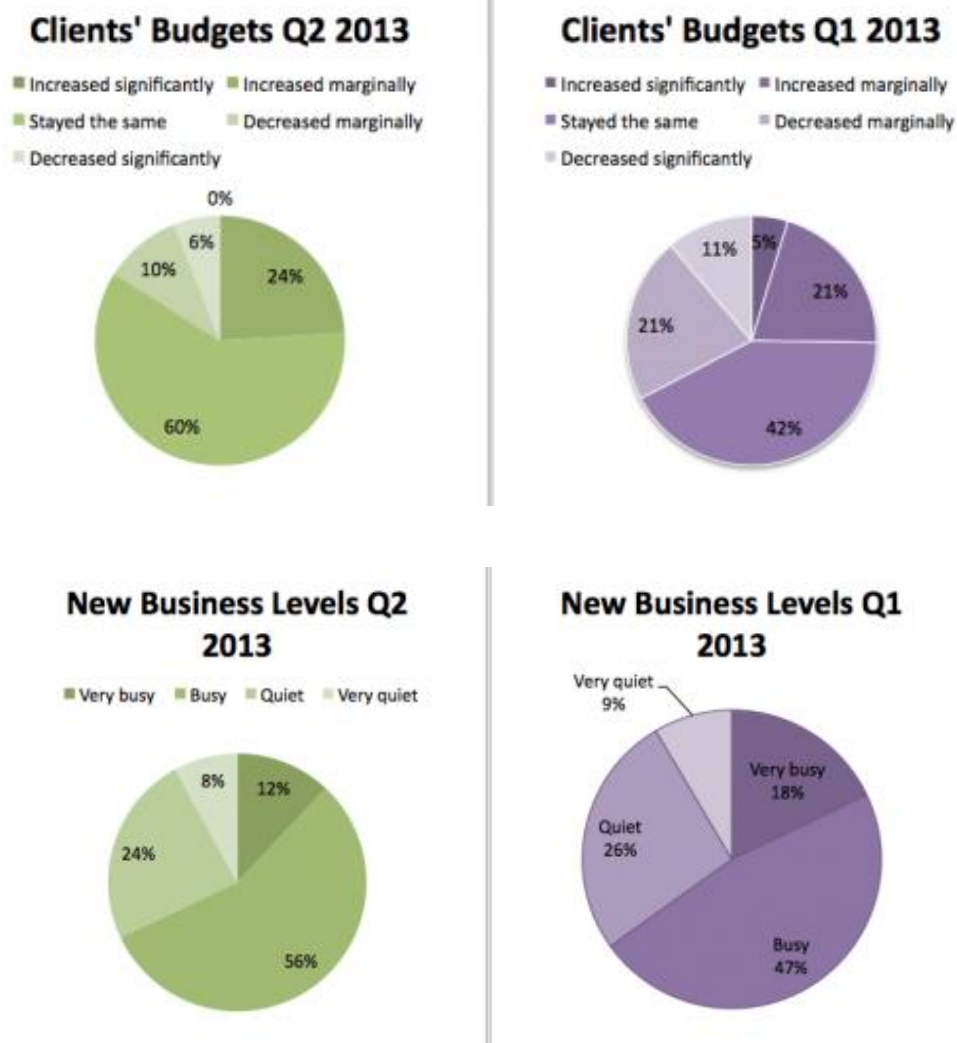 Clients' Budgets Q2 2013
Increased significantly Increased marginally
Stayed the same Decreased marginally
Decreased significantly
0%
6%
24%
10%
60%
Clients' Budgets Q1 2013
Increased significantly Increased marginally
Stayed the same Decreased marginally
Decreased significantly
11% 5%
21%
21%
42%
New Business Levels Q2
2013
Very busy Busy Quiet Very quiet
8% 12%
24%
56%
New Business Levels Q1
2013
Very quiet
9%
Very busy
18%
Quiet
26%
Busy
47%